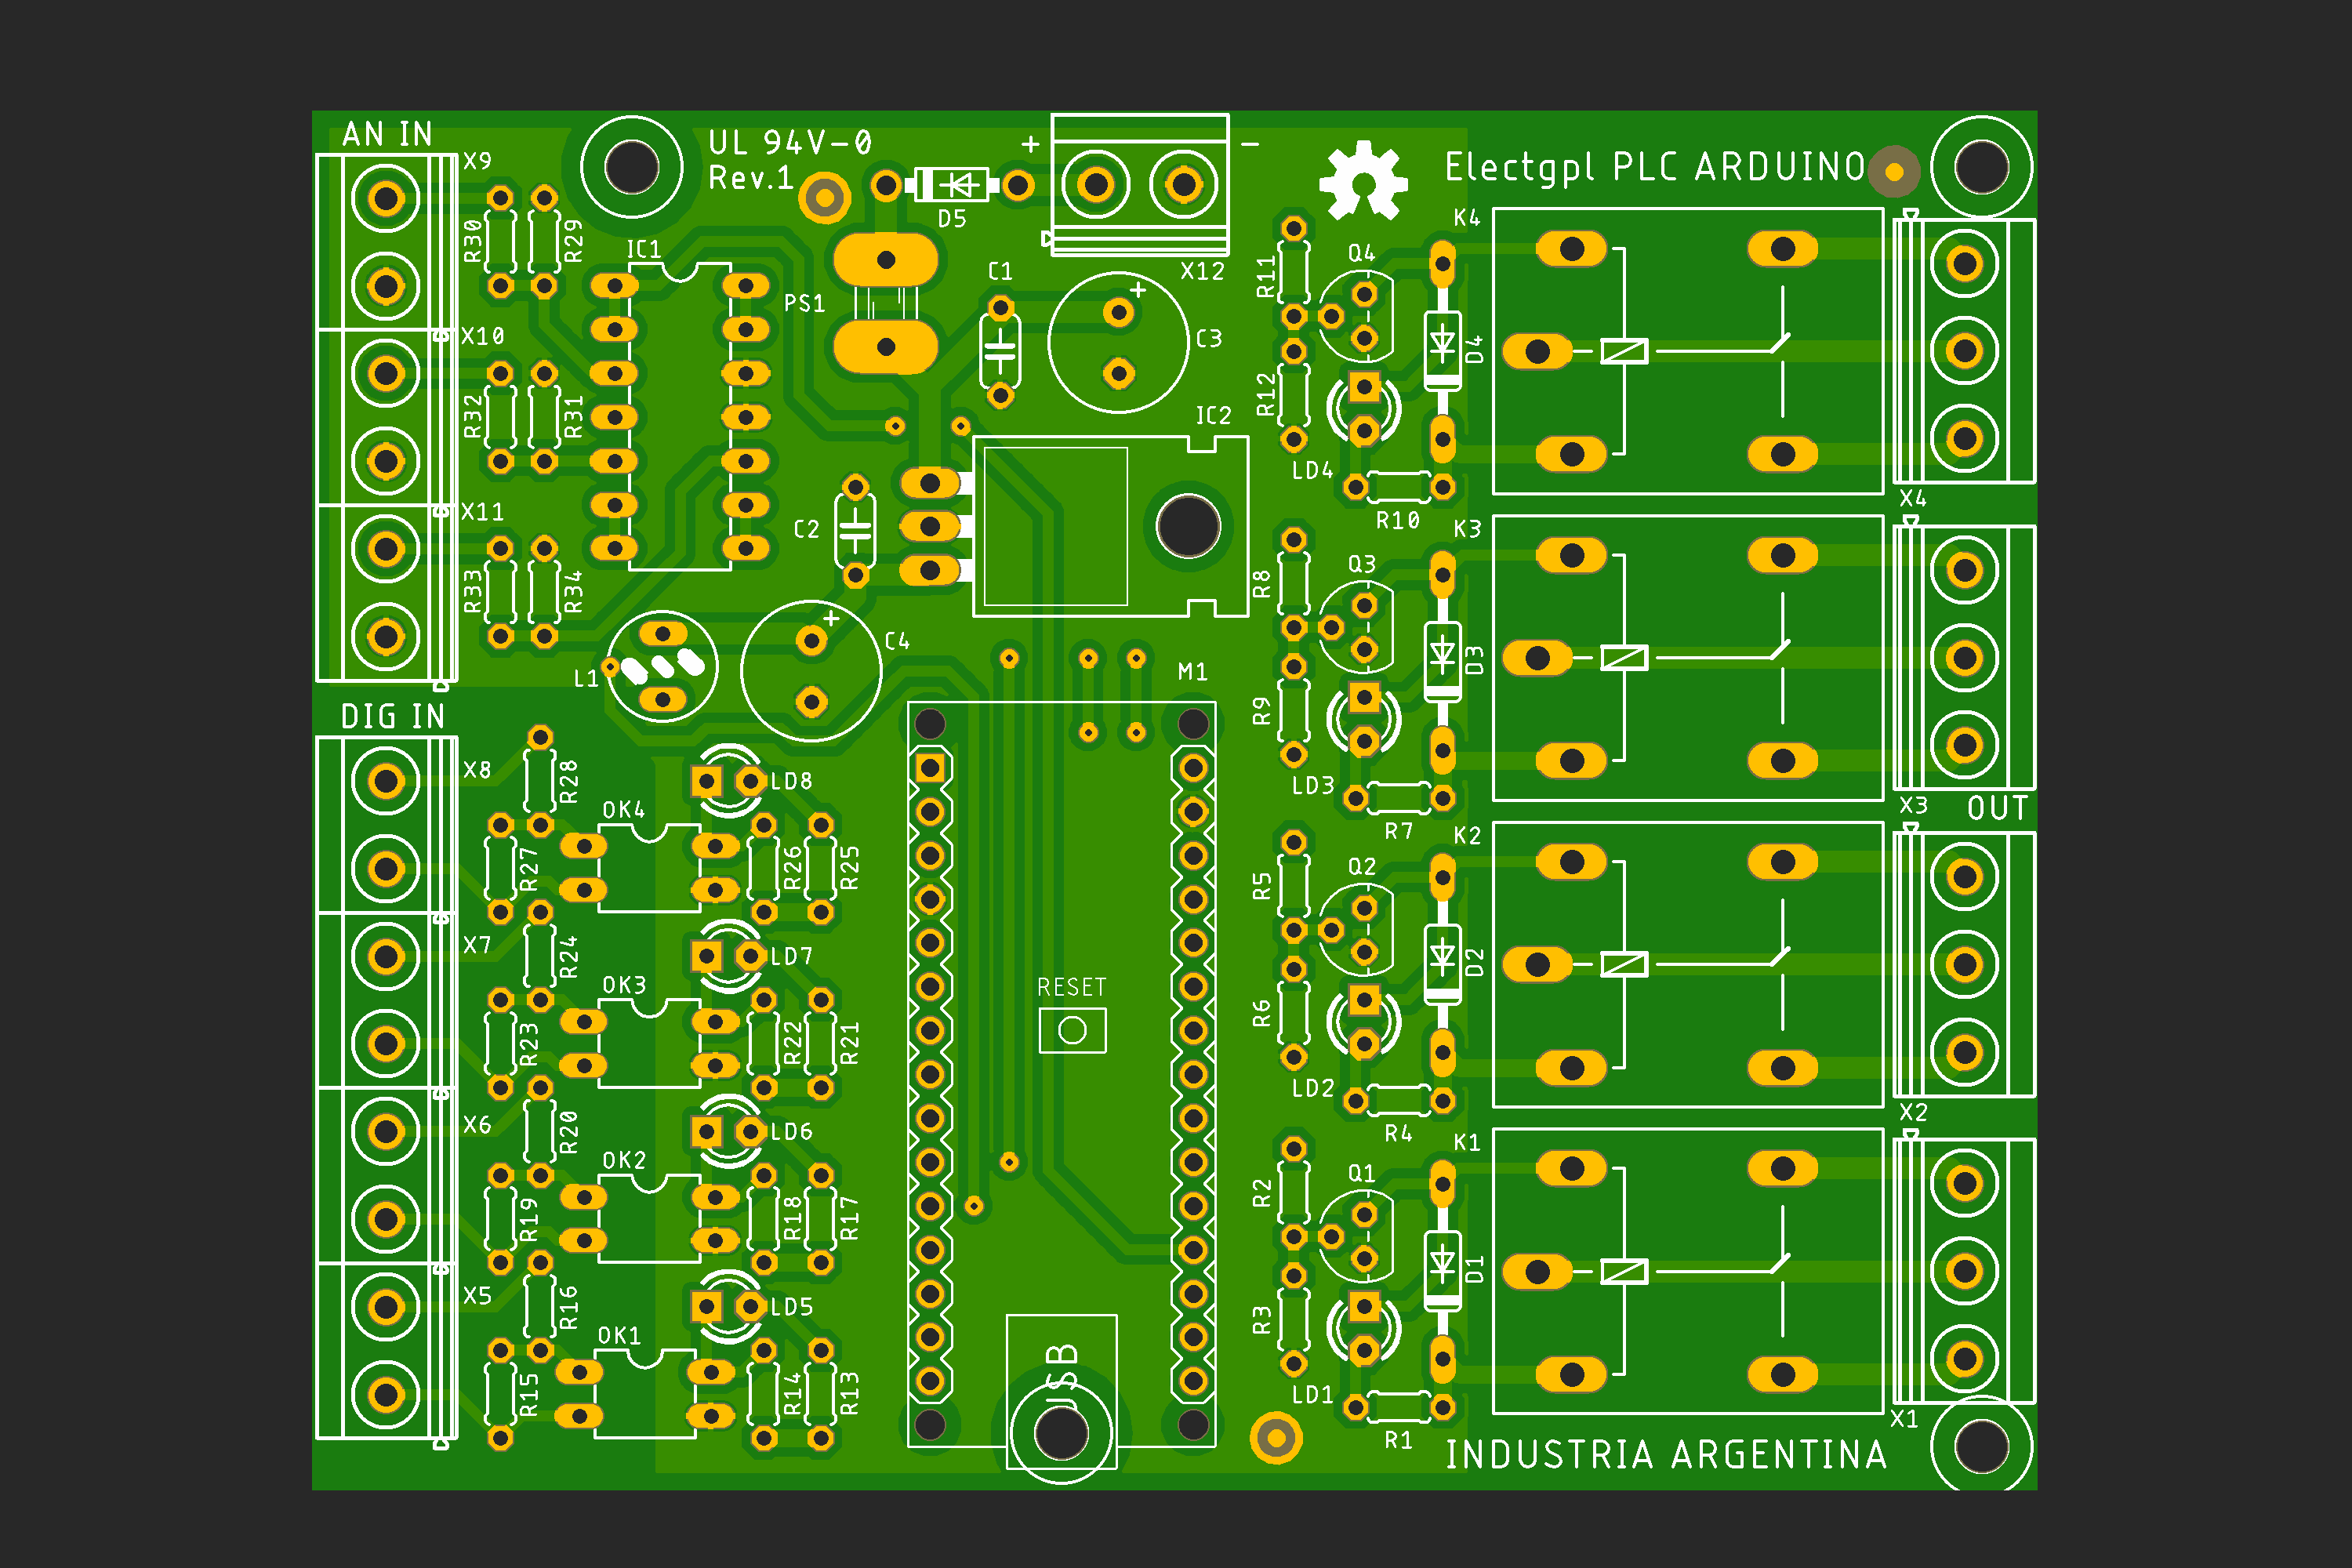 AN IN
UL 94V-0
Rev.1
+
-
Electgpl PLC ARDUINO
X9
R30
R29
IC1
D5
X12
K4
X10
PS1
C1
+
C3
R11
Q4
D4
R32
R31
IC2
R12
LD4
X4
X11
C2
R10
K3
R33
R34
Q3
R8
D3
+
C4
L1
M1
R9
DIG IN
X8
R28
LD8
LD3
X3
OUT
OK4
R7
K2
R27
R26
R25
Q2
R5
X7
R24
LD7
D2
OK3
RESET
R6
R23
R22
R21
LD2
X2
X6
R20
LD6
R4
K1
OK2
Q1
R2
R19
R18
R17
X5
R16
LD5
D1
OK1
R3
USB
R15
R14
R13
LD1
X1
R1
INDUSTRIA ARGENTINA